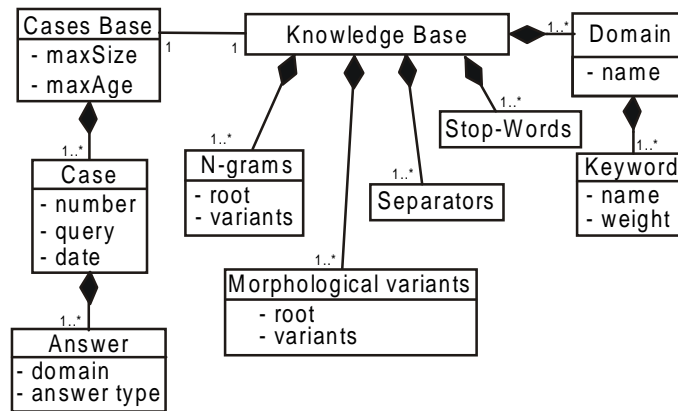 Cases Base
- maxSize
- maxAge
1
1
Knowledge Base
1..*
Domain
- name
1..*
Case
- number
- query
- date
1..*
Answer
- domain
- answer type
1..*
N-grams
- root
- variants
1..*
Morphological variants
- root
- variants
1..*
Separators
1..*
Stop-Words
1..*
Keyword
- name
- weight